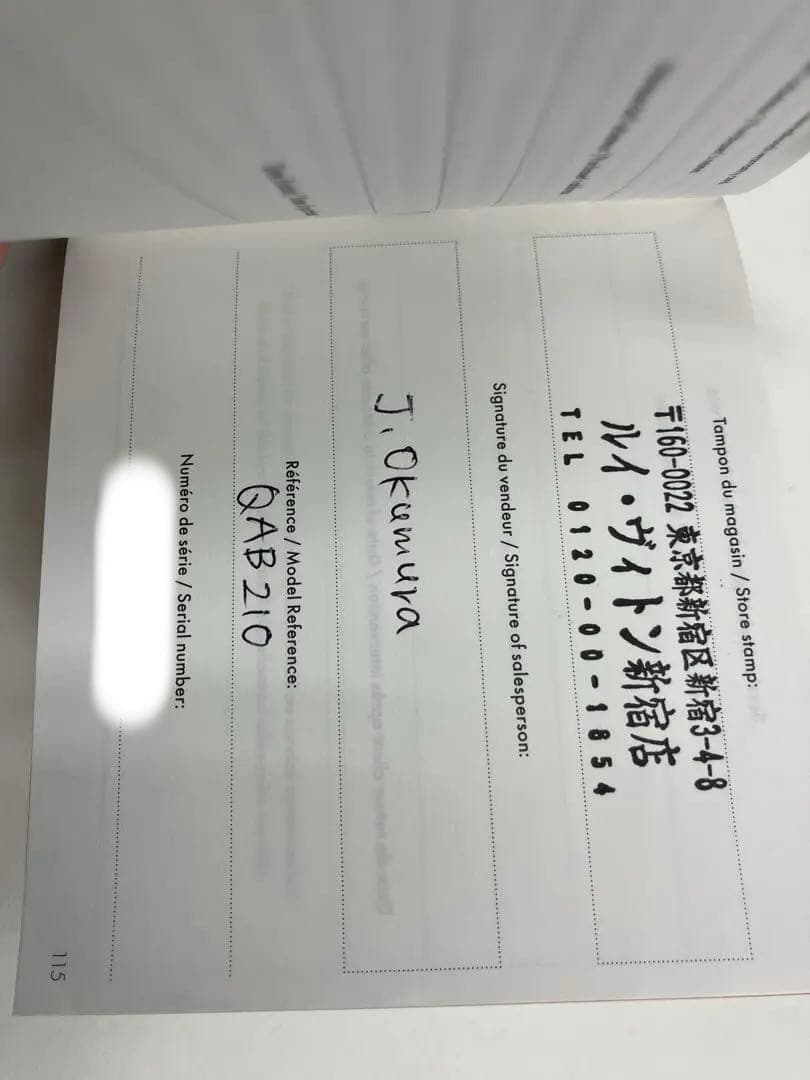 Tampon du magasin / Store stamp:
〒160-0022 東京都新宿区新宿3-4-8
ルイ・ヴィトン新宿店
TEL 0120-00-1854
Signature du vendeur / Signature of salesperson:
J. Okumura
Référence / Model Reference:
QAB210
Numéro de série / Serial number:
115